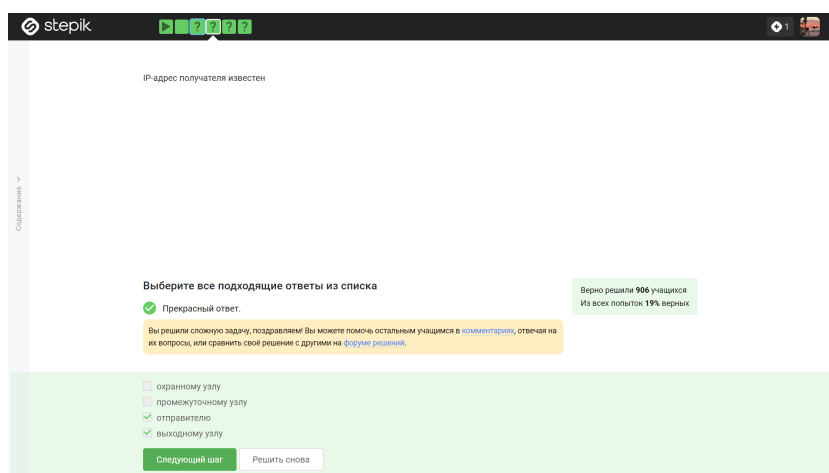 stepik
? ? ? ?
1
IP-адрес получателя известен
Содержание
Выберите все подходящие ответы из списка
Прекрасный ответ.
Верно решили 906 учащихся
Из всех попыток 19% верных
Вы решили сложную задачу, поздравляем! Вы можете помочь остальным учащимся в комментариях, отвечая на
их вопросы, или сравнить своё решение с другими на форуме решений.
охранному узлу
промежуточному узлу
отправителю
выходному узлу
Следующий шаг
Решить снова